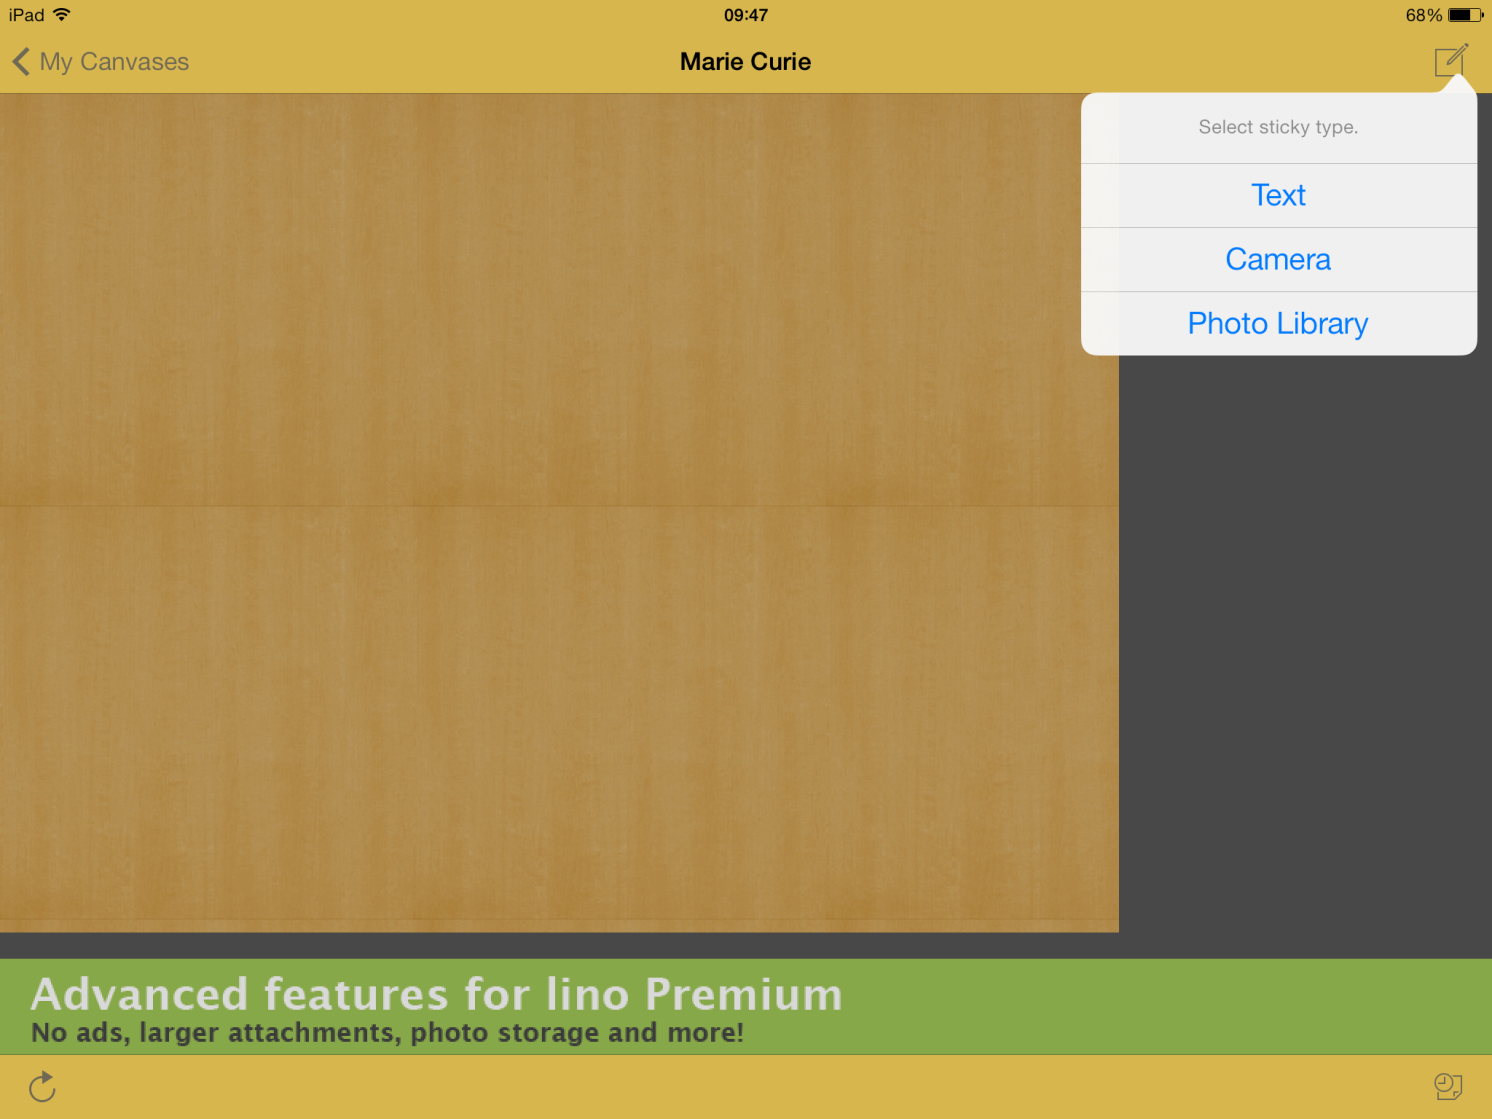 iPad 09:47 68%
My Canvases Marie Curie
Select sticky type.
Text
Camera
Photo Library
Advanced features for lino Premium
No ads, larger attachments, photo storage and more!